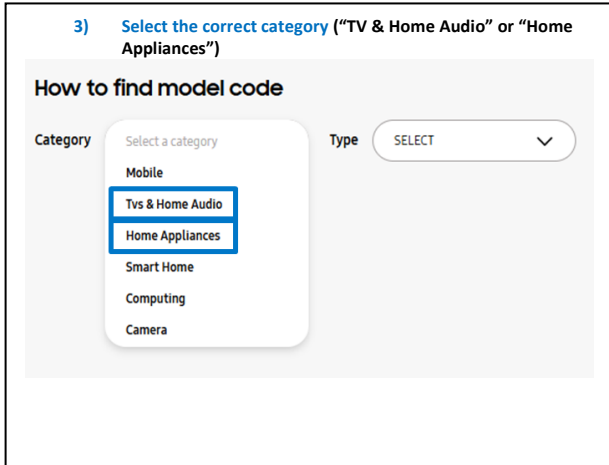 3) Select the correct category (“TV & Home Audio” or “Home
Appliances”)
How to find model code
Category
Select a category
Type
SELECT
Mobile
Tvs & Home Audio
Home Appliances
Smart Home
Computing
Camera